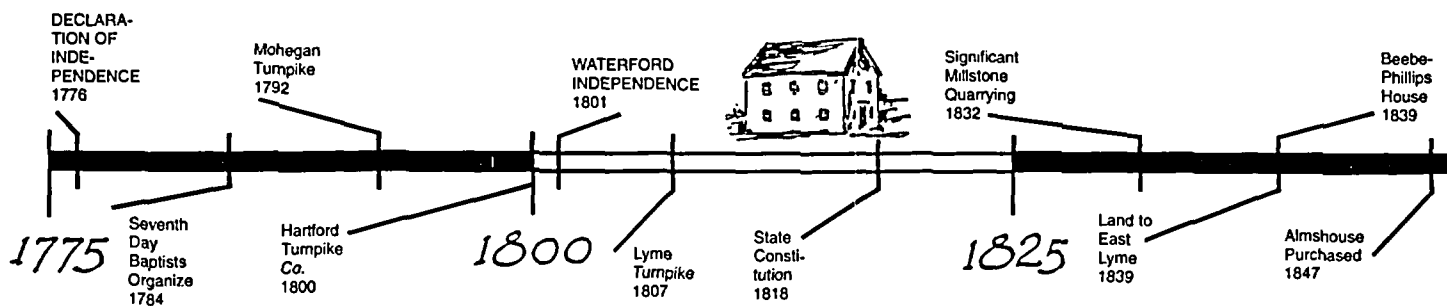 DECLARA-
TION OF
INDE-
PENDENCE
1776
Mohegan
Turnpike
1792
WATERFORD
INDEPENDENCE
1801
Significant
Millstone
Quarrying
1832
Beebe-
Phillips
House
1839
1775
Seventh
Day
Baptists
Organize
1784
Hartford
Turnpike
Co.
1800
1800
Lyme
Turnpike
1807
State
Consti-
tution
1818
1825
Land to
East
Lyme
1839
Almshouse
Purchased
1847